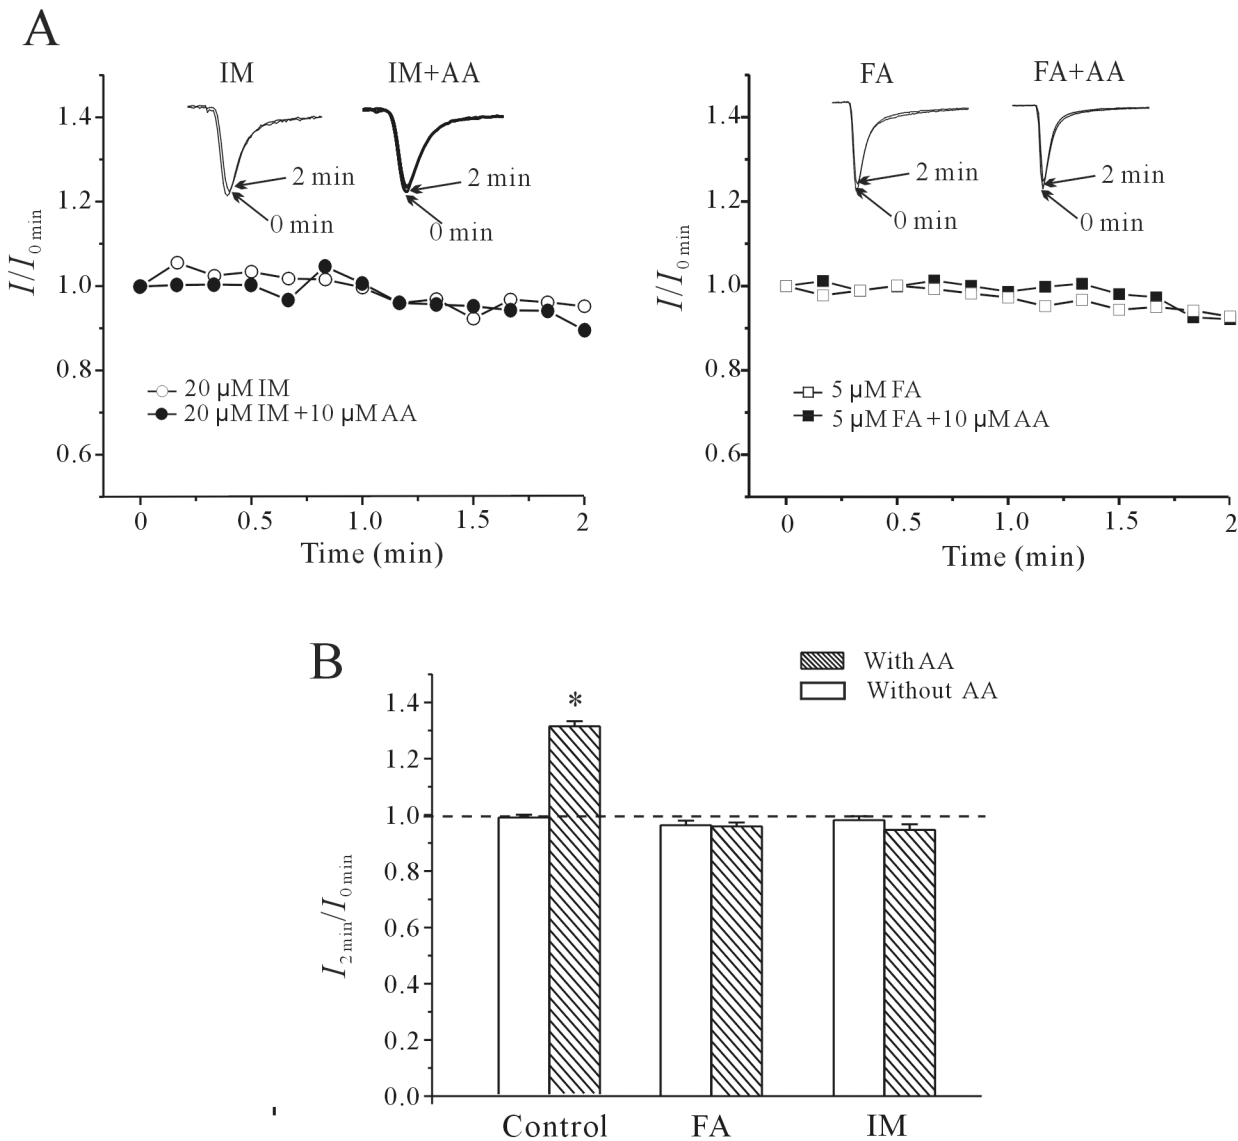 A
IM
IM+AA
1.4
2 min
2 min
1.2
0 min
0 min
I/I0 min
1.0
0.8
20 μM IM
20 μM IM+10 μM AA
0.6
0
0.5
1.0
1.5
2
Time (min)
FA
FA+AA
1.4
2 min
2 min
1.2
0 min
0 min
I/I0 min
1.0
0.8
5 μM FA
5 μM FA+10 μM AA
0.6
0
0.5
1.0
1.5
2
Time (min)
B
With AA
Without AA
1.4
*
1.2
1.0
0.8
I2 min/I0 min
0.6
0.4
0.2
0.0
Control
FA
IM